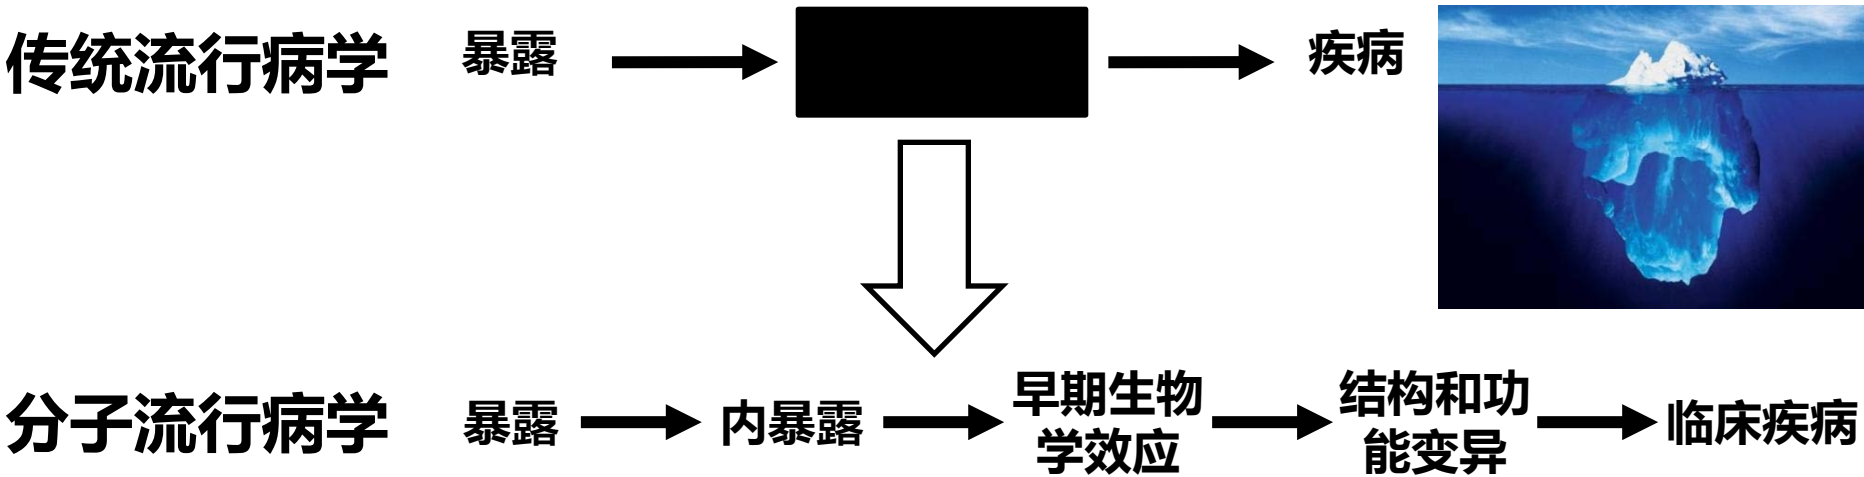 传统流行病学 暴露 疾病
分子流行病学 暴露 内暴露 早期生物 结构和功 临床疾病
学效应 能变异